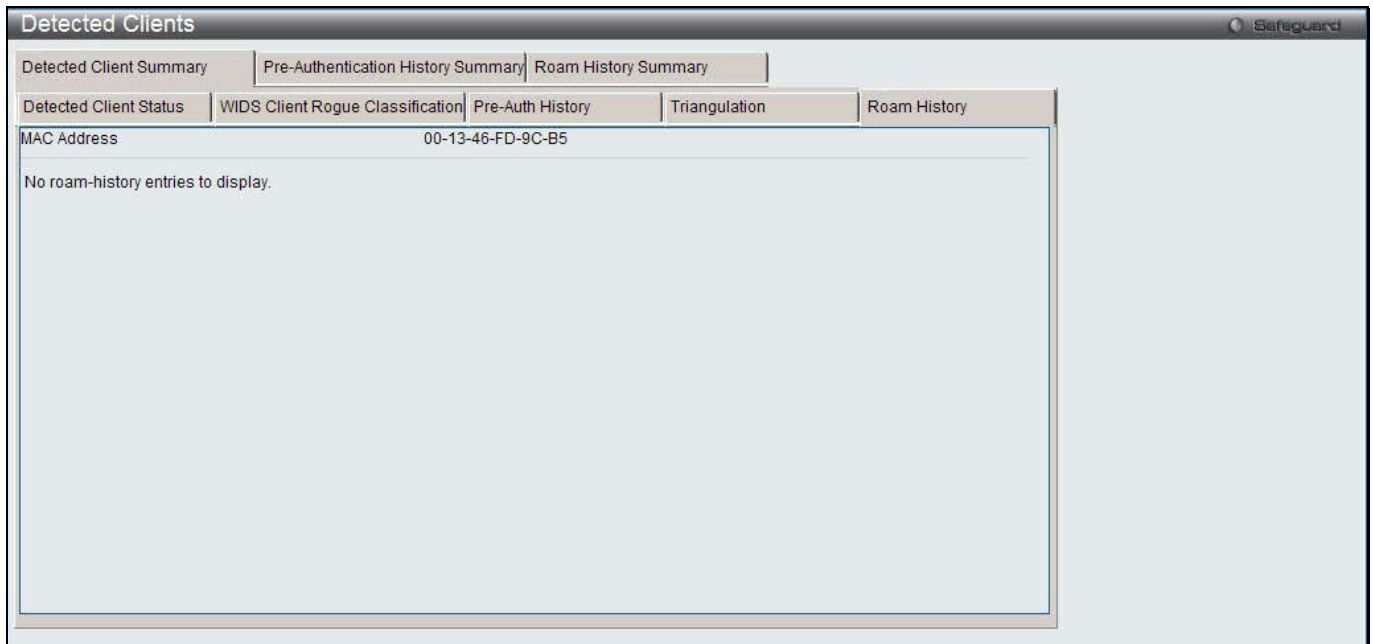 Detected Clients
Safeguard
Detected Client Summary
Pre-Authentication History Summary
Roam History Summary
Detected Client Status
WIDS Client Rogue Classification
Pre-Auth History
Triangulation
Roam History
MAC Address 00-13-46-FD-9C-B5
No roam-history entries to display.